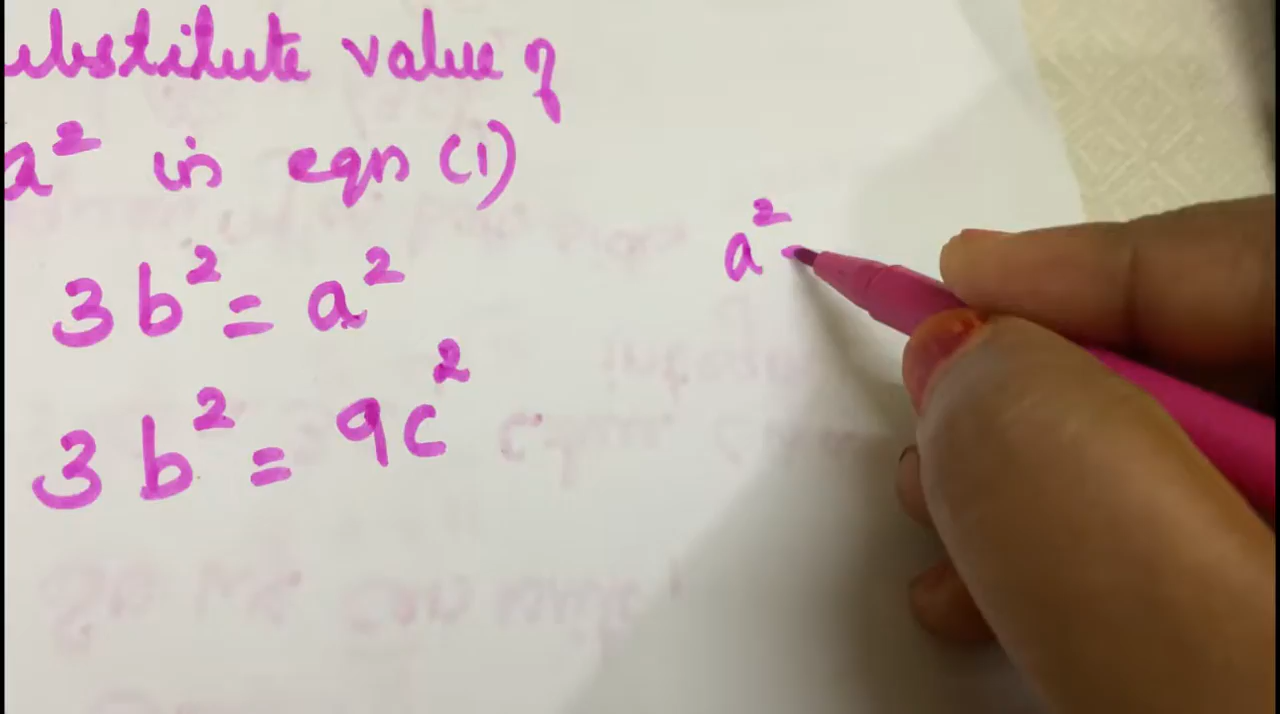 ubstitute value of
a² in eqn (1)
3b² = a²
3b² = 9c²
a² -